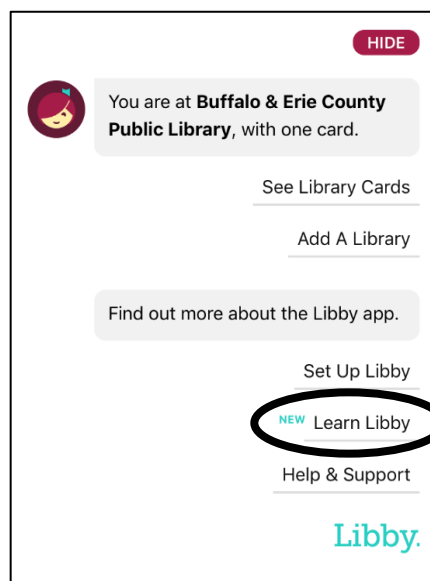 HIDE
You are at Buffalo & Erie County
Public Library, with one card.
See Library Cards
Add A Library
Find out more about the Libby app.
Set Up Libby
NEW Learn Libby
Help & Support
Libby.